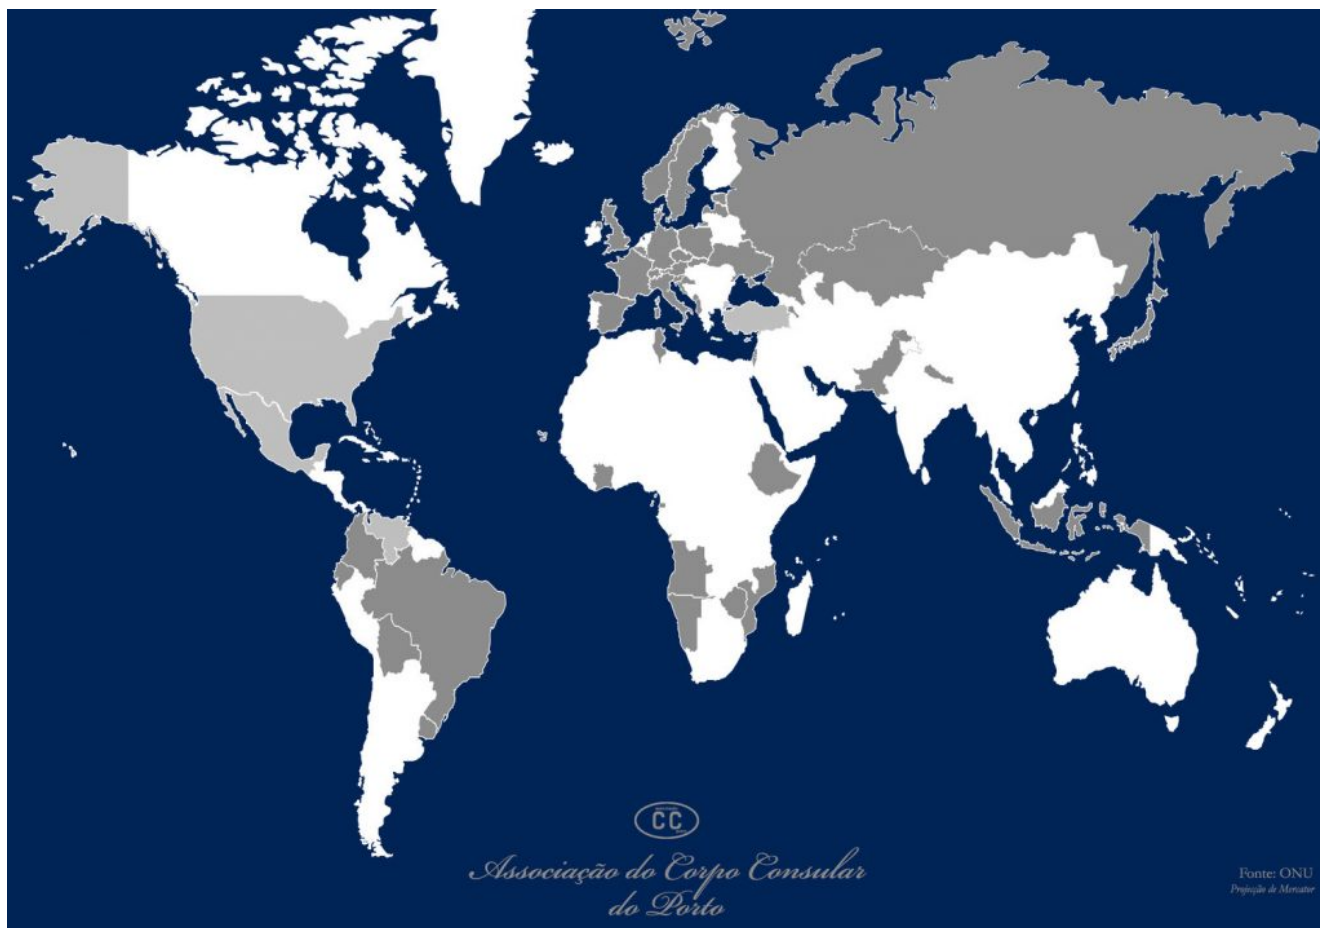 CC
Associação do Corpo Consular
do Porto
Fonte: ONU
Projeção de Mercator